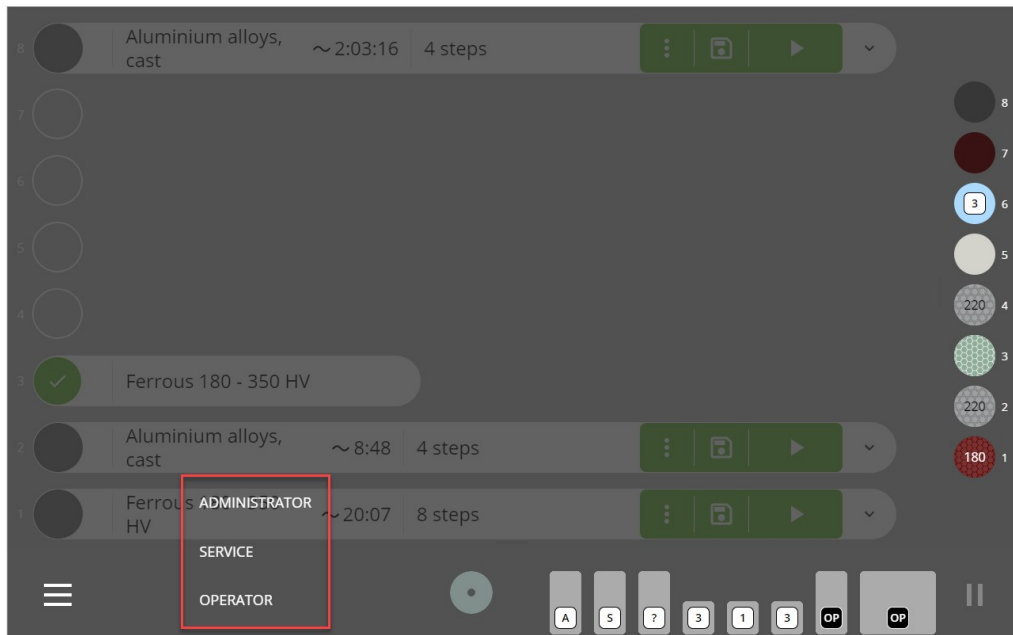 8 Aluminium alloys, cast ~ 2:03:16 4 steps
7
6
5
4
3 Ferrous 180 - 350 HV
2 Aluminium alloys, cast ~ 8:48 4 steps
1 Ferrous HV ~ 20:07 8 steps
ADMINISTRATOR
SERVICE
OPERATOR
8
7
3 6
5
220 4
3
220 2
180 1
A S ? 3 1 3 OP OP